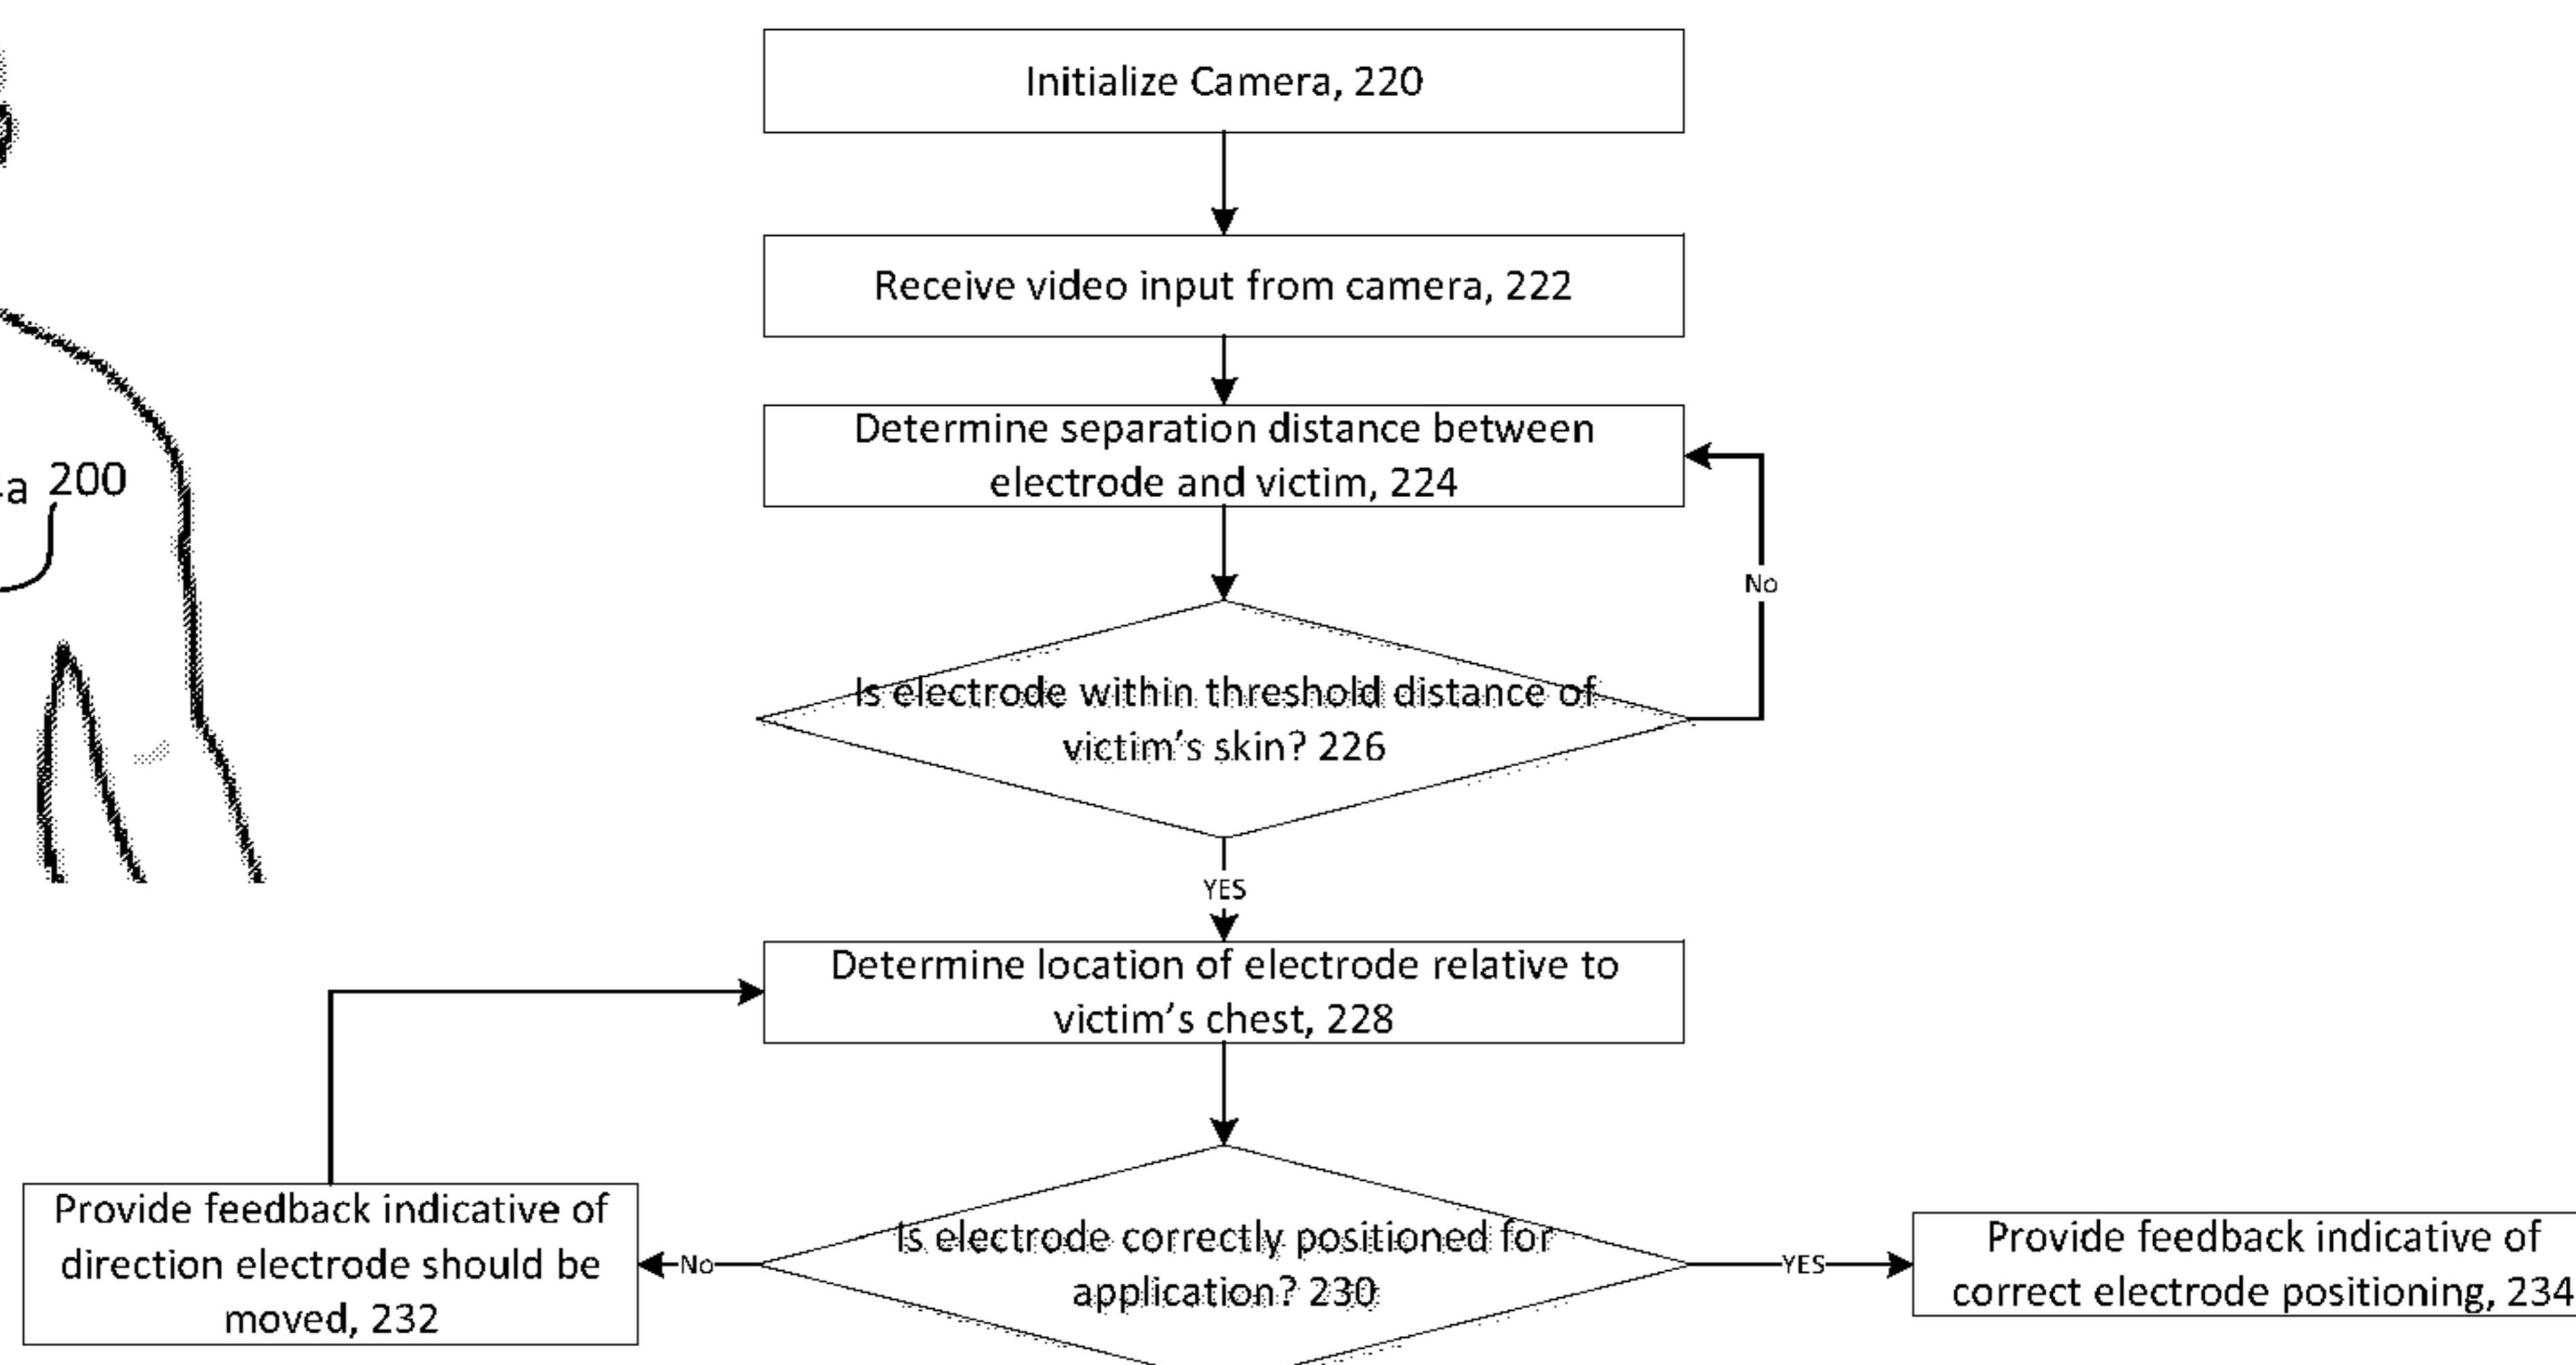 Initialize Camera, 220
Receive video input from camera, 222
Determine separation distance between
electrode and victim, 224
No
a 200
Is electrode within threshold distance of
victim's skin? 226
YES
Determine location of electrode relative to
victim's chest, 228
Provide feedback indicative of
direction electrode should be
moved, 232
No
Is electrode correctly positioned for
application? 230
YES
Provide feedback indicative of
correct electrode positioning, 234